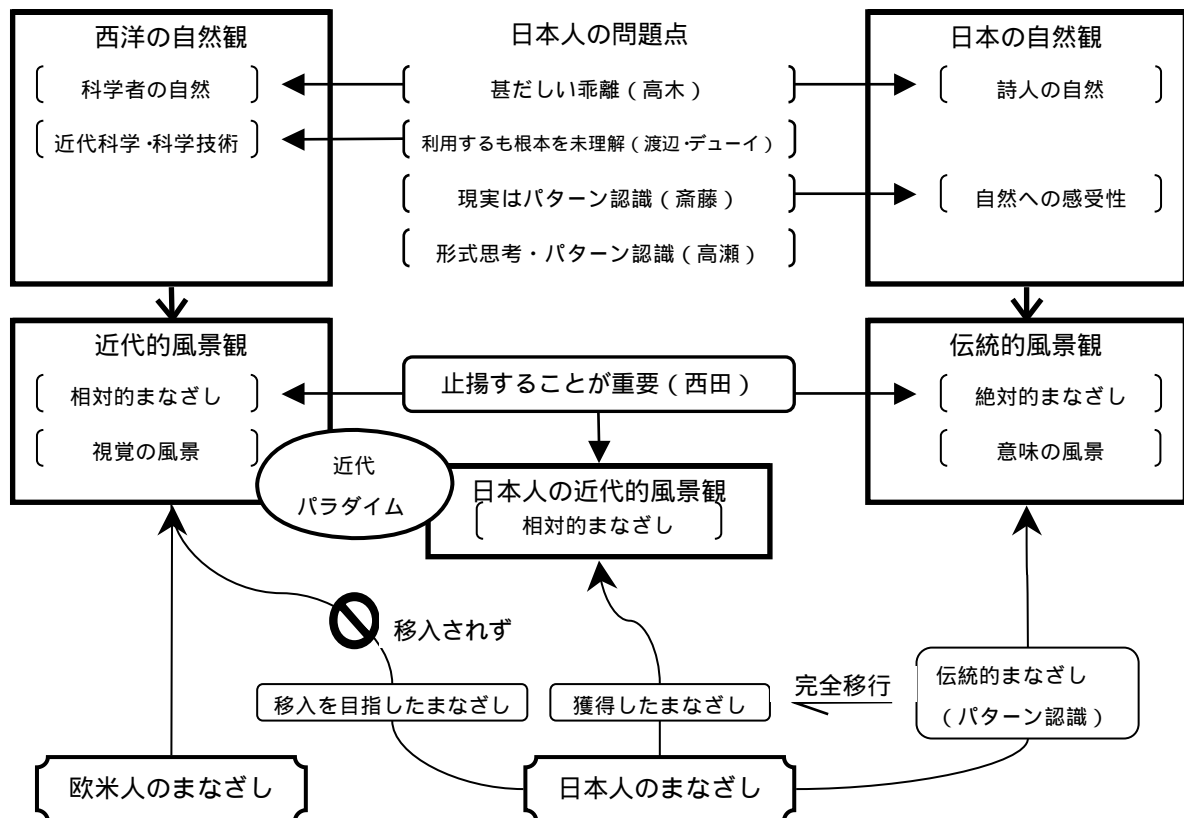 西洋の自然観
日本人の問題点
日本の自然観
科学者の自然
甚だしい乖離（高木）
詩人の自然
近代科学・科学技術
利用するも根本を未理解（渡辺・デューイ）
現実はパターン認識（斎藤）
自然への感受性
形式思考・パターン認識（高瀬）
近代的風景観
伝統的風景観
相対的まなざし
止揚することが重要（西田）
絶対的まなざし
視覚の風景
意味の風景
近代
パラダイム
日本人の近代的風景観
相対的まなざし
移入されず
移入を目指したまなざし
獲得したまなざし
完全移行
伝統的まなざし
（パターン認識）
欧米人のまなざし
日本人のまなざし